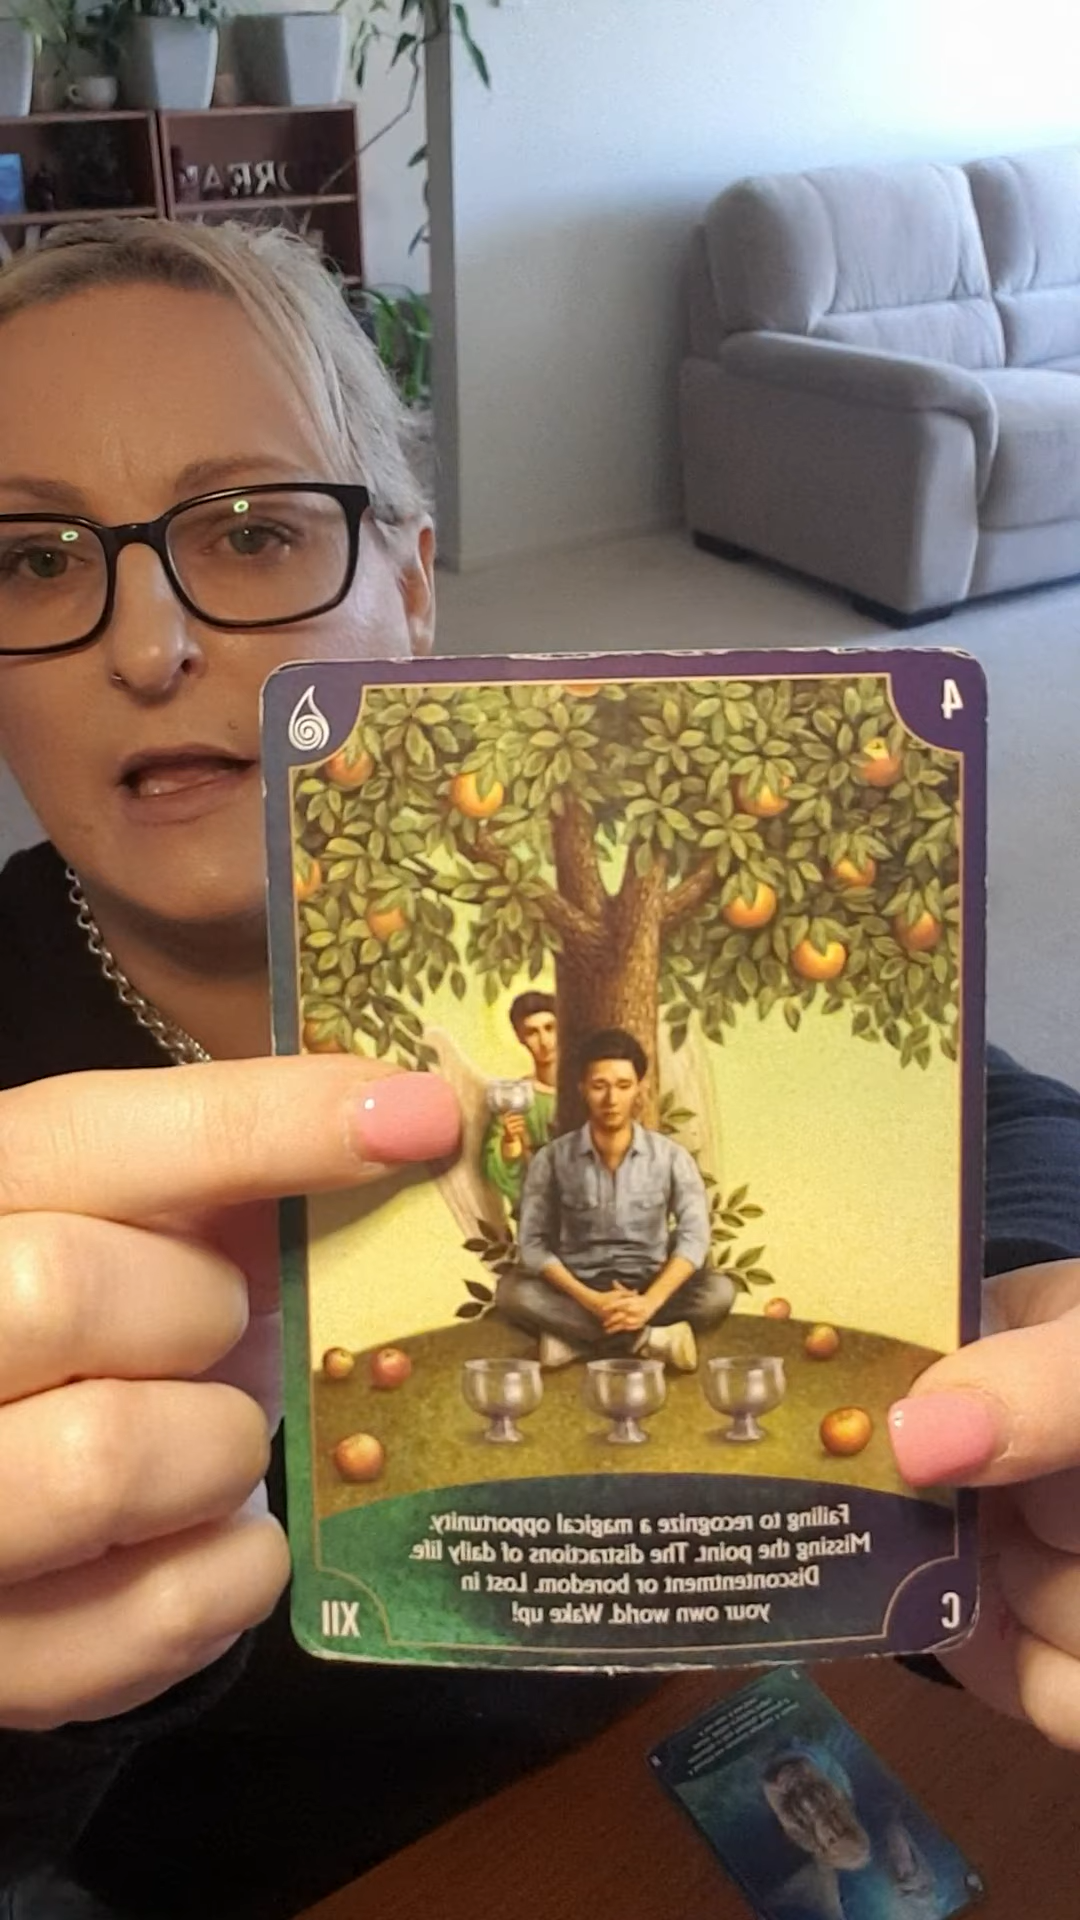 DREAM
4
Failing to recognize a magical opportunity.
Missing the point. The distractions of daily life.
Discontentment or boredom. Lost in
your own world. Wake up!
C
XII